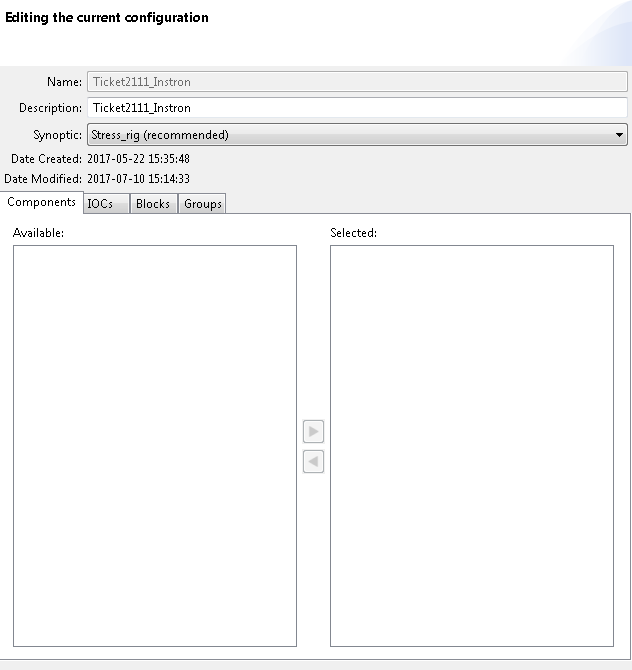 Editing the current configuration
Name: Ticket2111_Instron
Description: Ticket2111_Instron
Synoptic: Stress_rig (recommended)
Date Created: 2017-05-22 15:35:48
Date Modified: 2017-07-10 15:14:33
Components IOCs Blocks Groups
Available: Selected: